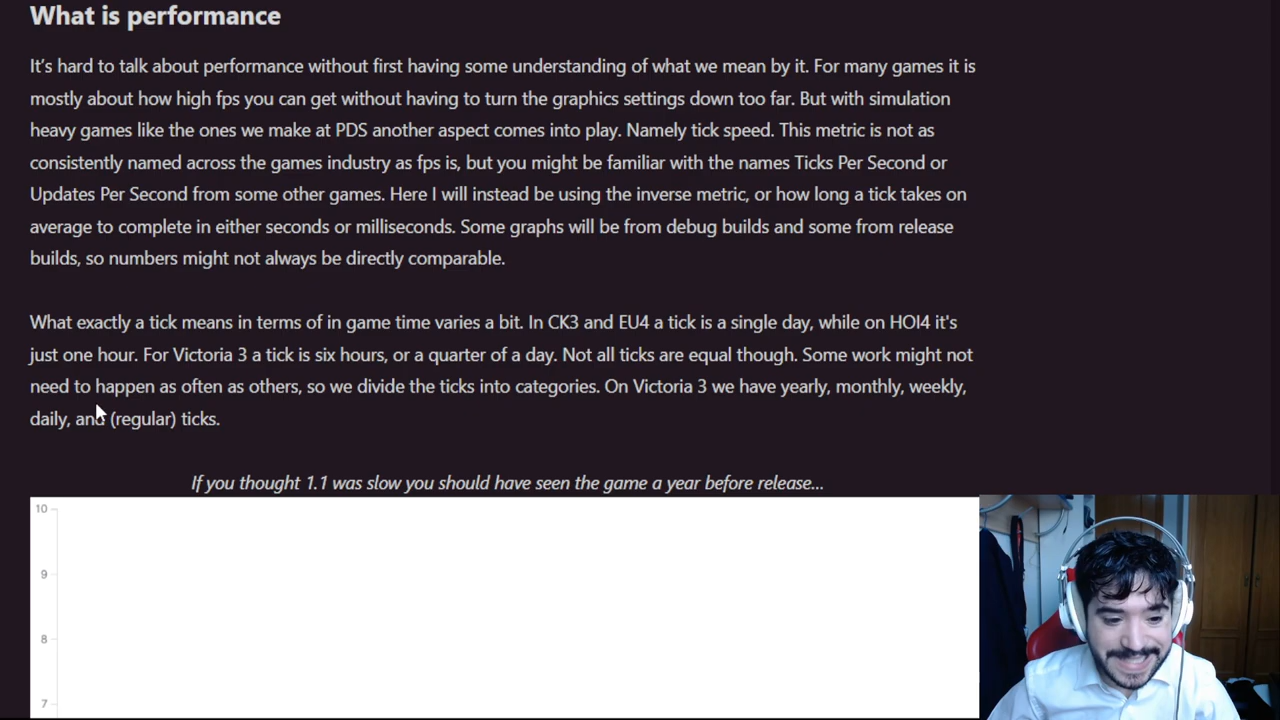 What is performance
It's hard to talk about performance without first having some understanding of what we mean by it. For many games it is
mostly about how high fps you can get without having to turn the graphics settings down too far. But with simulation
heavy games like the ones we make at PDS another aspect comes into play. Namely tick speed. This metric is not as
consistently named across the games industry as fps is, but you might be familiar with the names Ticks Per Second or
Updates Per Second from some other games. Here I will instead be using the inverse metric, or how long a tick takes on
average to complete in either seconds or milliseconds. Some graphs will be from debug builds and some from release
builds, so numbers might not always be directly comparable.
What exactly a tick means in terms of in game time varies a bit. In CK3 and EU4 a tick is a single day, while on HOI4 it's
just one hour. For Victoria 3 a tick is six hours, or a quarter of a day. Not all ticks are equal though. Some work might not
need to happen as often as others, so we divide the ticks into categories. On Victoria 3 we have yearly, monthly, weekly,
daily, and (regular) ticks.
If you thought 1.1 was slow you should have seen the game a year before release...
10
9
8
7